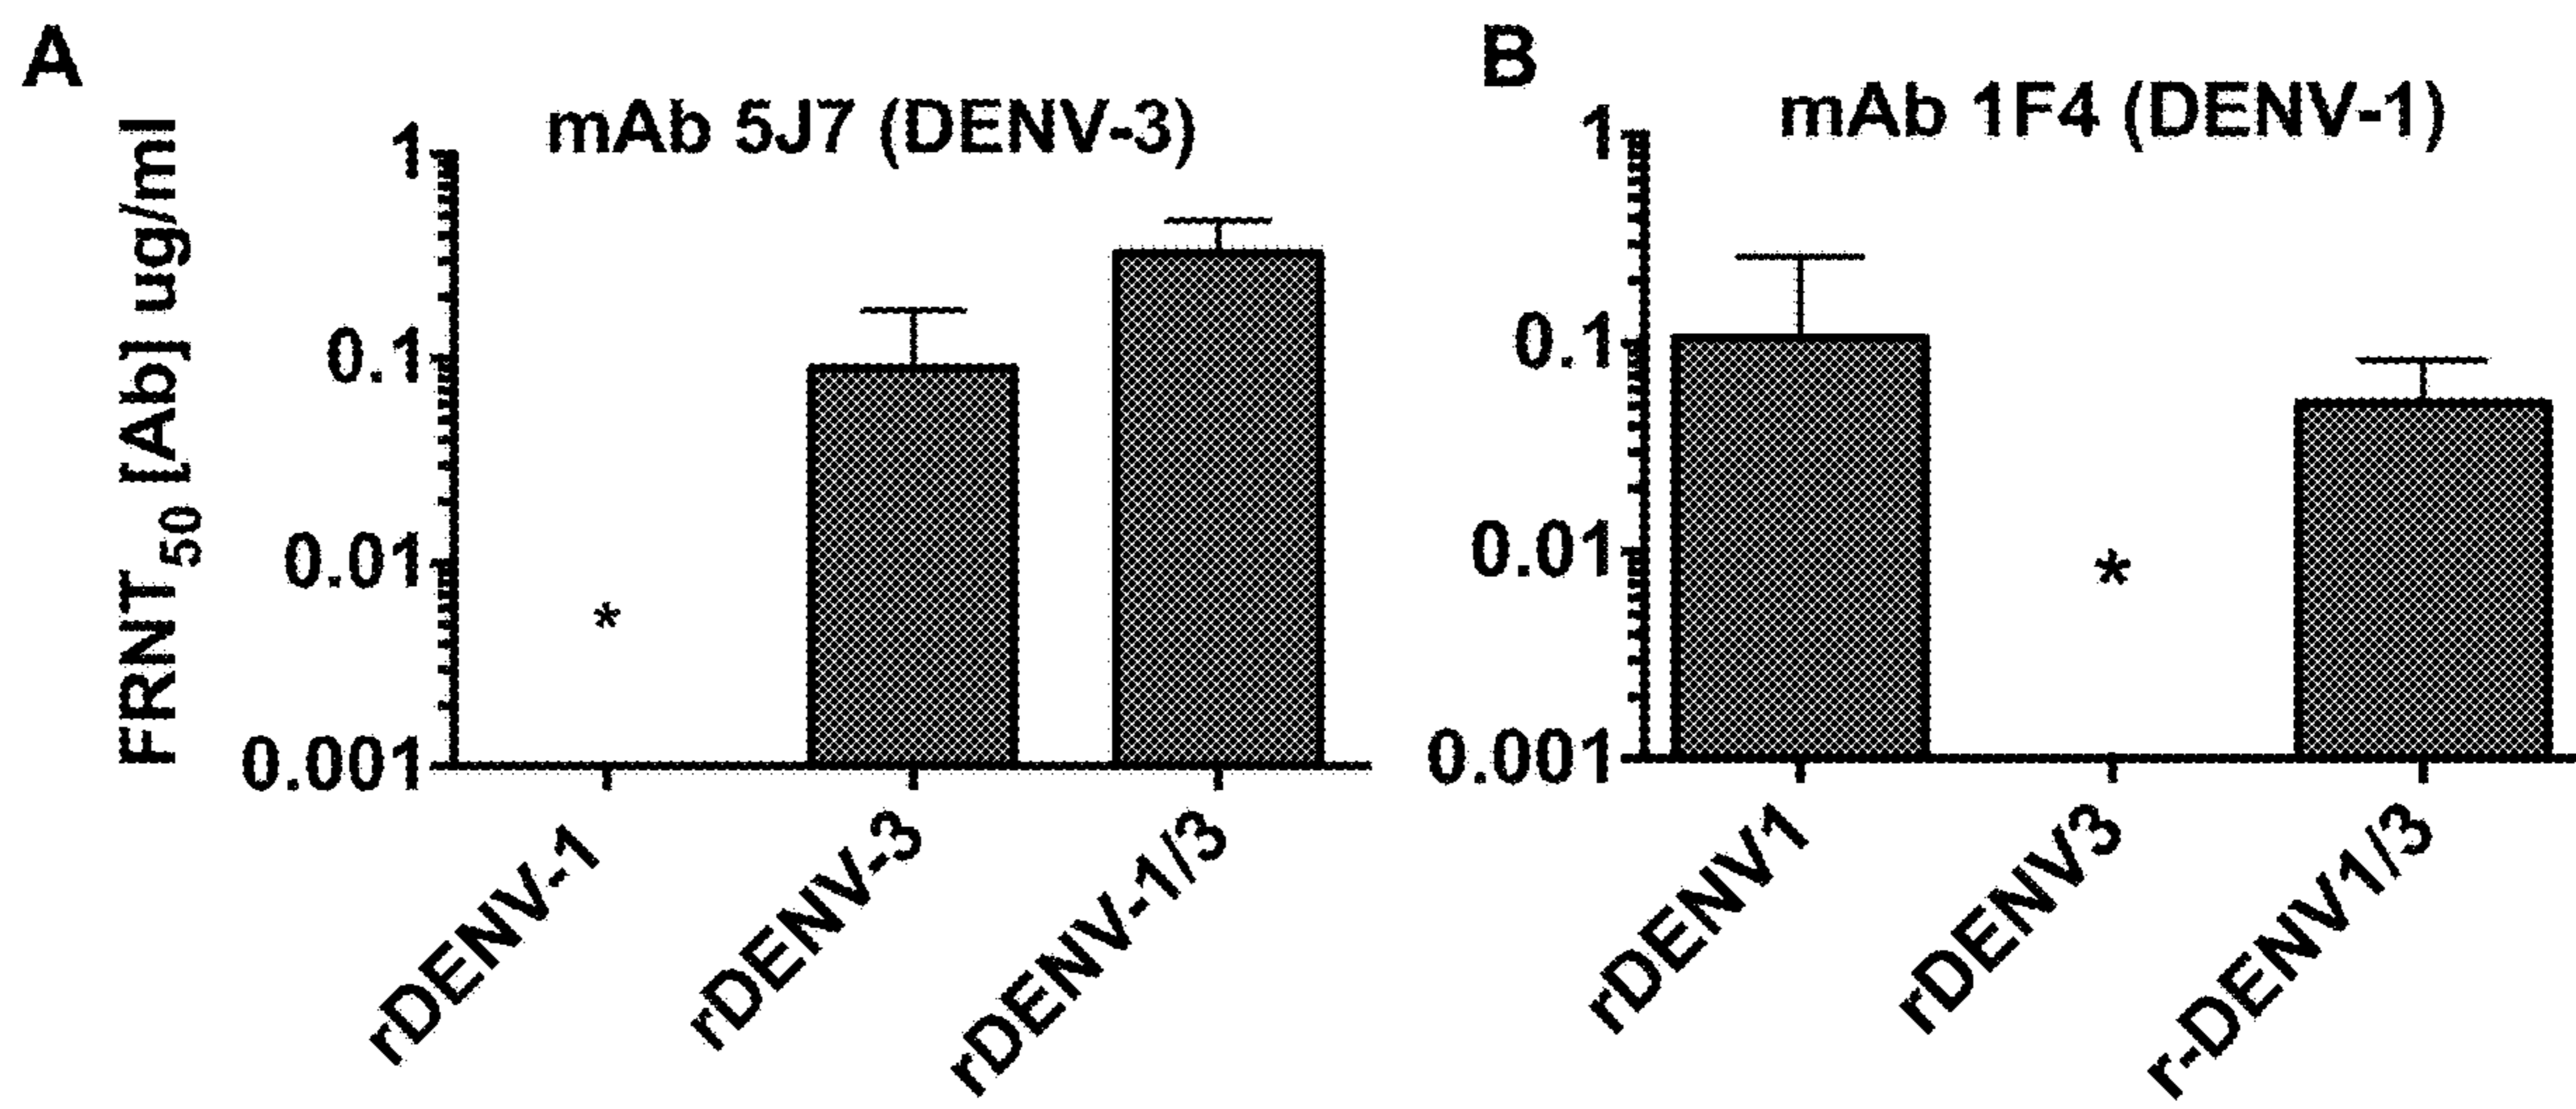 A
mAb 5J7 (DENV-3)
FRNT50 [Ab] ug/ml
1
0.1
0.01
0.001
*
rDENV-1
rDENV-3
rDENV-1/3
B
mAb 1F4 (DENV-1)
1
0.1
0.01
0.001
*
rDENV1
rDENV3
r-DENV1/3